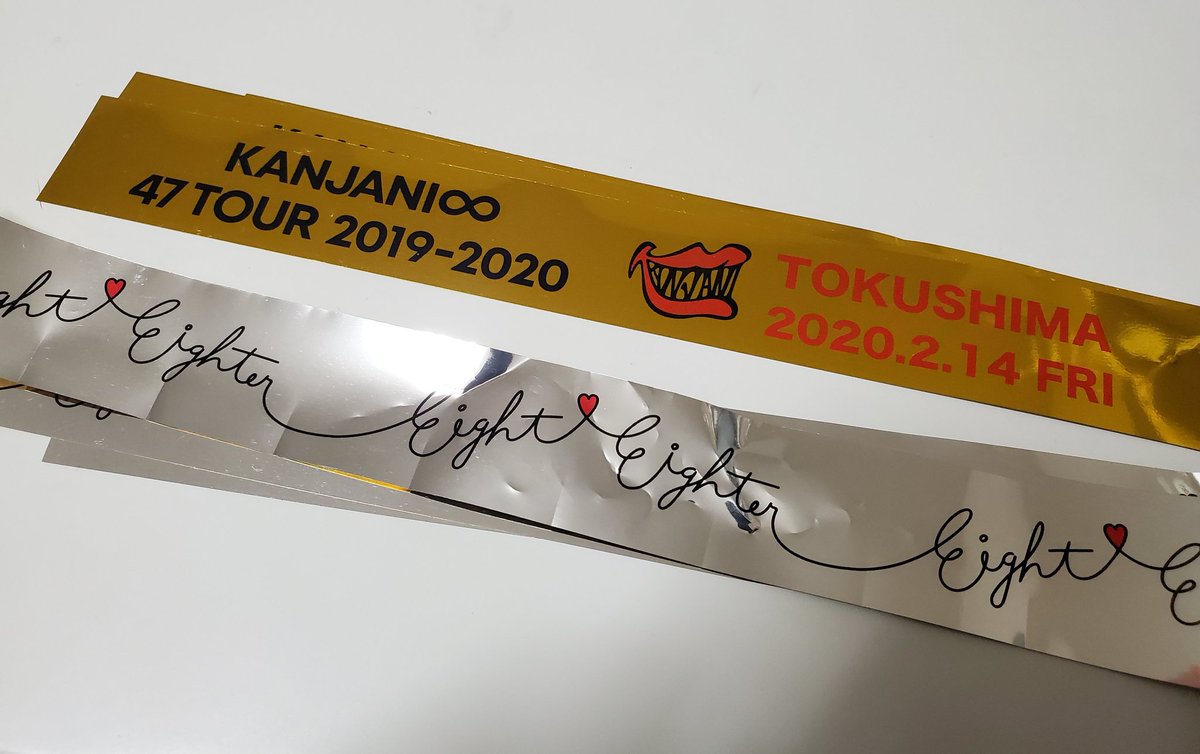 KANJANI∞
47 TOUR 2019-2020
KANJANI
TOKUSHIMA
2020.2.14 FRI
Eighter Eight Eighter Eight